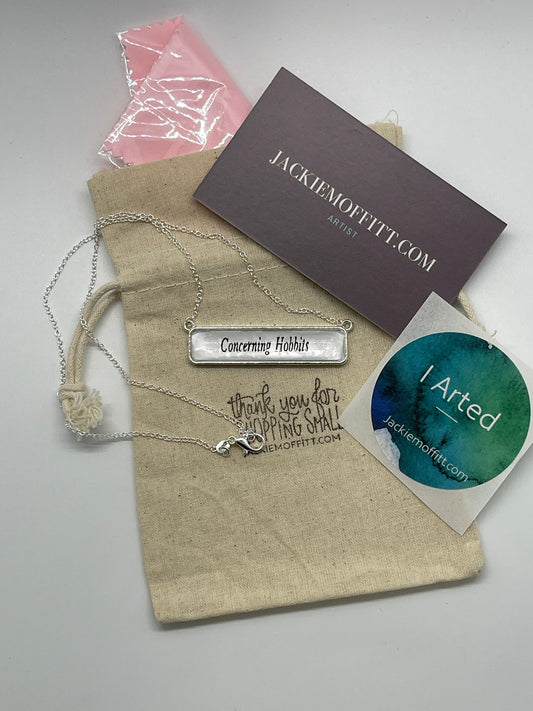 JACKIEMOFFITT.COM
ARTIST
Concerning Hobbits
thank you for
SHOPPING SMALL
JACKIEMOFFITT.COM
I Arted
Jackiemoffitt.com